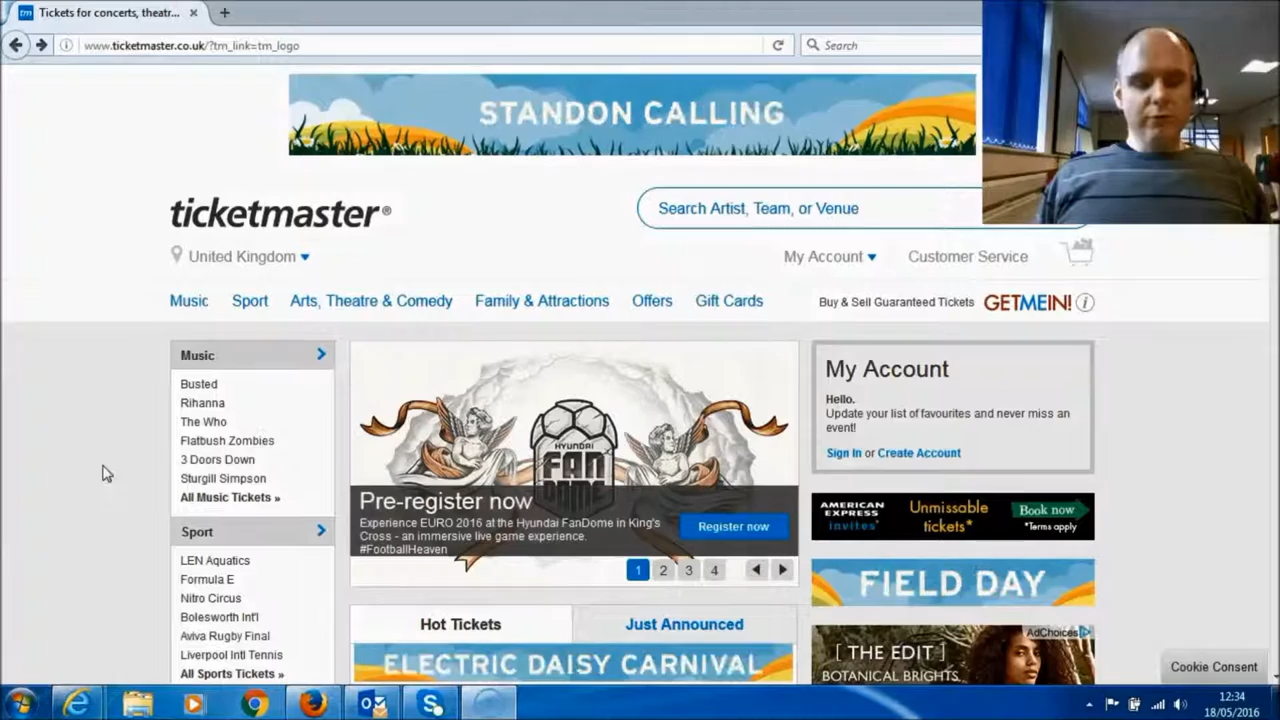 Tickets for concerts, theatr...
www.ticketmaster.co.uk/?tm_link=tm_logo
Search
STANDON CALLING
ticketmaster®
Search Artist, Team, or Venue
United Kingdom
My Account
Customer Service
Music
Sport
Arts, Theatre & Comedy
Family & Attractions
Offers
Gift Cards
Buy & Sell Guaranteed Tickets
GETMEIN!
Music
Busted
Rihanna
The Who
Flatbush Zombies
3 Doors Down
Sturgill Simpson
All Music Tickets »
Sport
LEN Aquatics
Formula E
Nitro Circus
Bolesworth Int'l
Aviva Rugby Final
Liverpool Intl Tennis
All Sports Tickets »
HYUNDAI
FAN
DOME
Pre-register now
Experience EURO 2016 at the Hyundai FanDome in King's
Cross - an immersive live game experience.
#FootballHeaven
Register now
1 2 3 4
Hot Tickets
Just Announced
ELECTRIC DAISY CARNIVAL
My Account
Hello.
Update your list of favourites and never miss an
event!
Sign In or Create Account
AMERICAN
EXPRESS
invites*
Unmissable
tickets*
Book now
*Terms apply
FIELD DAY
AdChoices
[ THE EDIT ]
BOTANICAL BRIGHTS
Cookie Consent
12:34
18/05/2016